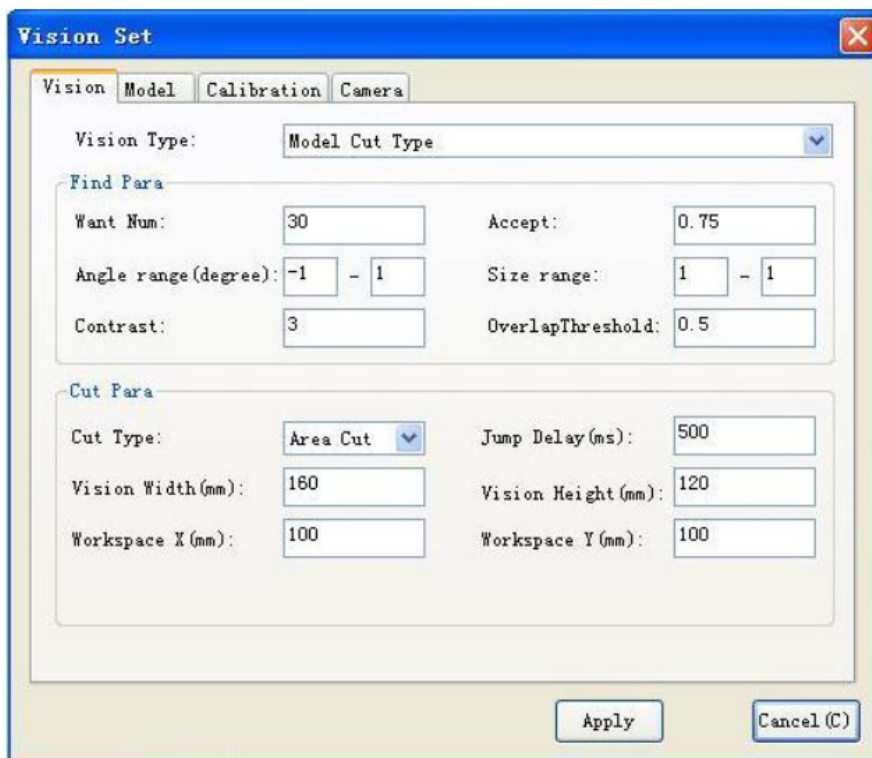 Vision Set
Vision Model Calibration Camera
Vision Type: Model Cut Type
Find Para
Want Num: 30 Accept: 0.75
Angle range(degree): -1 - 1 Size range: 1 - 1
Contrast: 3 OverlapThreshold: 0.5
Cut Para
Cut Type: Area Cut Jump Delay(ms): 500
Vision Width(mm): 160 Vision Height(mm): 120
Workspace X(mm): 100 Workspace Y(mm): 100
Apply Cancel(C)